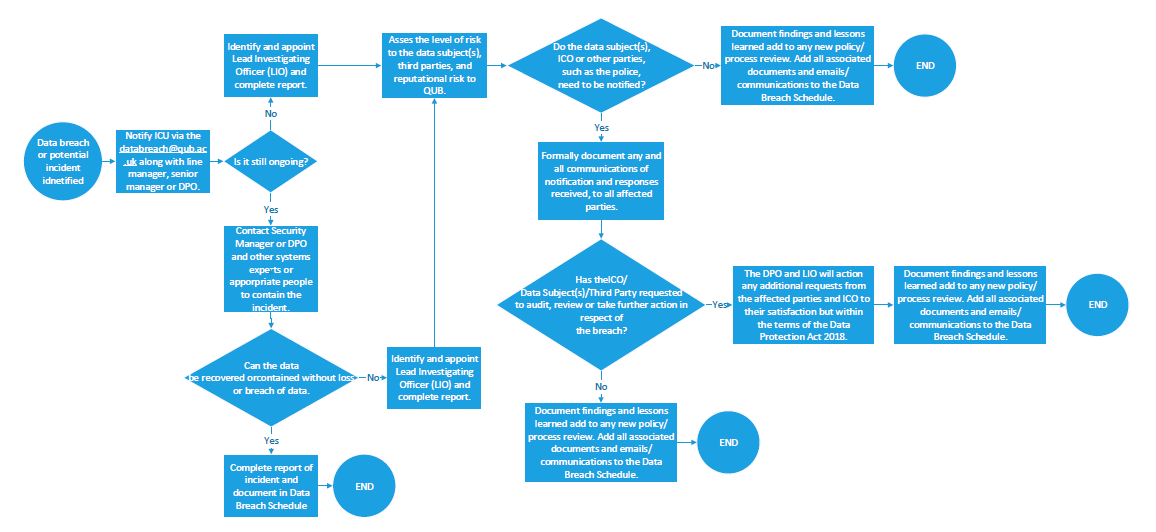 Data breach
or potential
incident
idnetified
Notify ICU via the
databreach@qub.ac
.uk along with line
manager, senior
manager or DPO.
Is it still ongoing?
No
Identify and appoint
Lead Investigating
Officer (LIO) and
complete report.
Yes
Contact Security
Manager or DPO
and other systems
experts or
apporpriate people
to contain the
incident.
Can the data
be recovered orcontained without loss
or breach of data.
No
Identify and appoint
Lead Investigating
Officer (LIO) and
complete report.
Yes
Complete report of
incident and
document in Data
Breach Schedule
END
Asses the level of risk
to the data subject(s),
third parties, and
reputational risk to
QUB.
Do the data subject(s),
ICO or other parties,
such as the police,
need to be notified?
No
Document findings and lessons
learned add to any new policy/
process review. Add all associated
documents and emails/
communications to the Data
Breach Schedule.
END
Yes
Formally document any and
all communications of
notification and responses
received, to all affected
parties.
Has theICO/
Data Subject(s)/Third Party requested
to audit, review or take further action in
respect of
the breach?
Yes
The DPO and LIO will action
any additional requests from
the affected parties and ICO to
their satisfaction but within
the terms of the Data
Protection Act 2018.
Document findings and lessons
learned add to any new policy/
process review. Add all associated
documents and emails/
communications to the Data
Breach Schedule.
END
No
Document findings and lessons
learned add to any new policy/
process review. Add all associated
documents and emails/
communications to the Data
Breach Schedule.
END